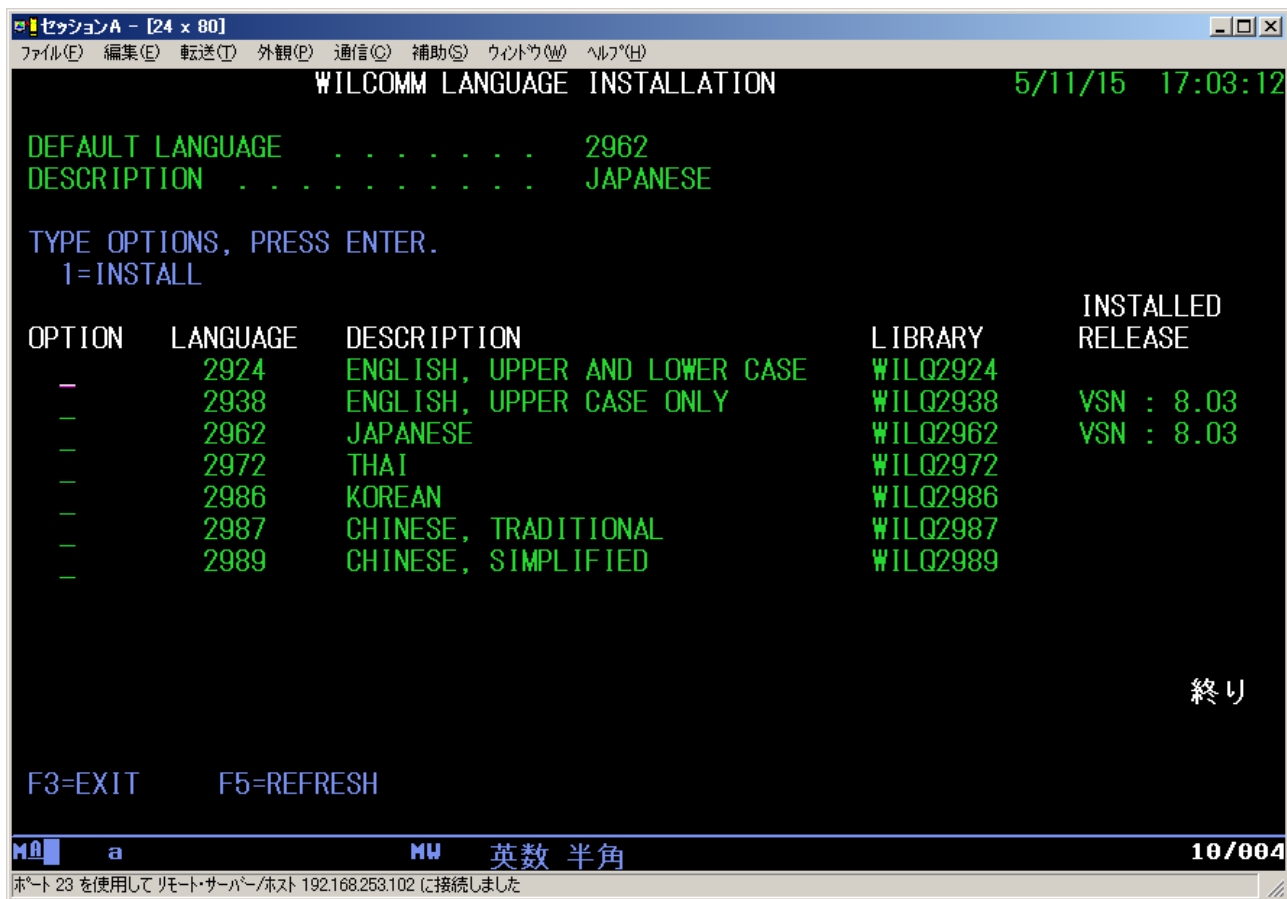 セッションA - [24 x 80]
ファイル(F) 編集(E) 転送(T) 外観(P) 通信(C) 補助(S) ウィンドウ(W) ヘルプ(H)
WILCOMM LANGUAGE INSTALLATION 5/11/15 17:03:12
DEFAULT LANGUAGE . . . . . . . 2962
DESCRIPTION . . . . . . . . . . JAPANESE
TYPE OPTIONS, PRESS ENTER.
1=INSTALL
INSTALLED
OPTION LANGUAGE DESCRIPTION LIBRARY RELEASE
_ 2924 ENGLISH, UPPER AND LOWER CASE WILQ2924
_ 2938 ENGLISH, UPPER CASE ONLY WILQ2938 VSN : 8.03
_ 2962 JAPANESE WILQ2962 VSN : 8.03
_ 2972 THAI WILQ2972
_ 2986 KOREAN WILQ2986
_ 2987 CHINESE, TRADITIONAL WILQ2987
_ 2989 CHINESE, SIMPLIFIED WILQ2989
終り
F3=EXIT F5=REFRESH
MA a MW 英数 半角 10/004
ポート 23 を使用して リモート・サーバー/ホスト 192.168.253.102 に接続しました